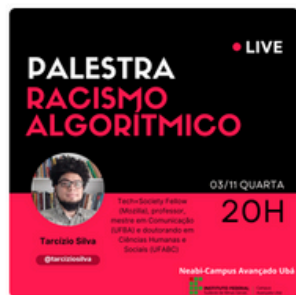 LIVE
PALESTRA
RACISMO
ALGORÍTMICO
03/11 QUARTA
20H
Tech+Society Fellow
(Mozilla), professor,
mestre em Comunicação
(UFBA) e doutorando em
Ciências Humanas e
Sociais (UFABC)
Tarcízio Silva
@tarciziosilva
Neabi-Campus Avançado Ubá
INSTITUTO FEDERAL